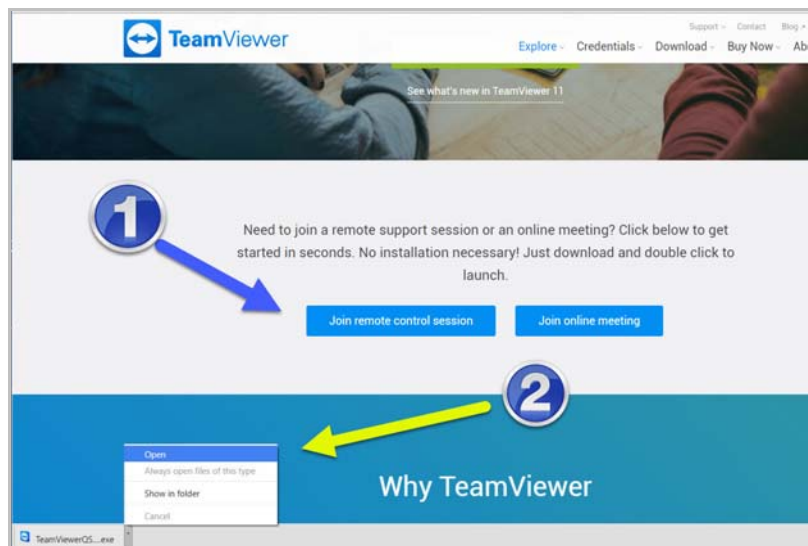 TeamViewer
Support Contact Blog
Explore Credentials Download Buy Now Ab
See what's new in TeamViewer 11
1
Need to join a remote support session or an online meeting? Click below to get
started in seconds. No installation necessary! Just download and double click to
launch.
Join remote control session Join online meeting
2
Open
Always open files of this type
Show in folder
Cancel
Why TeamViewer
TeamViewerQS....exe